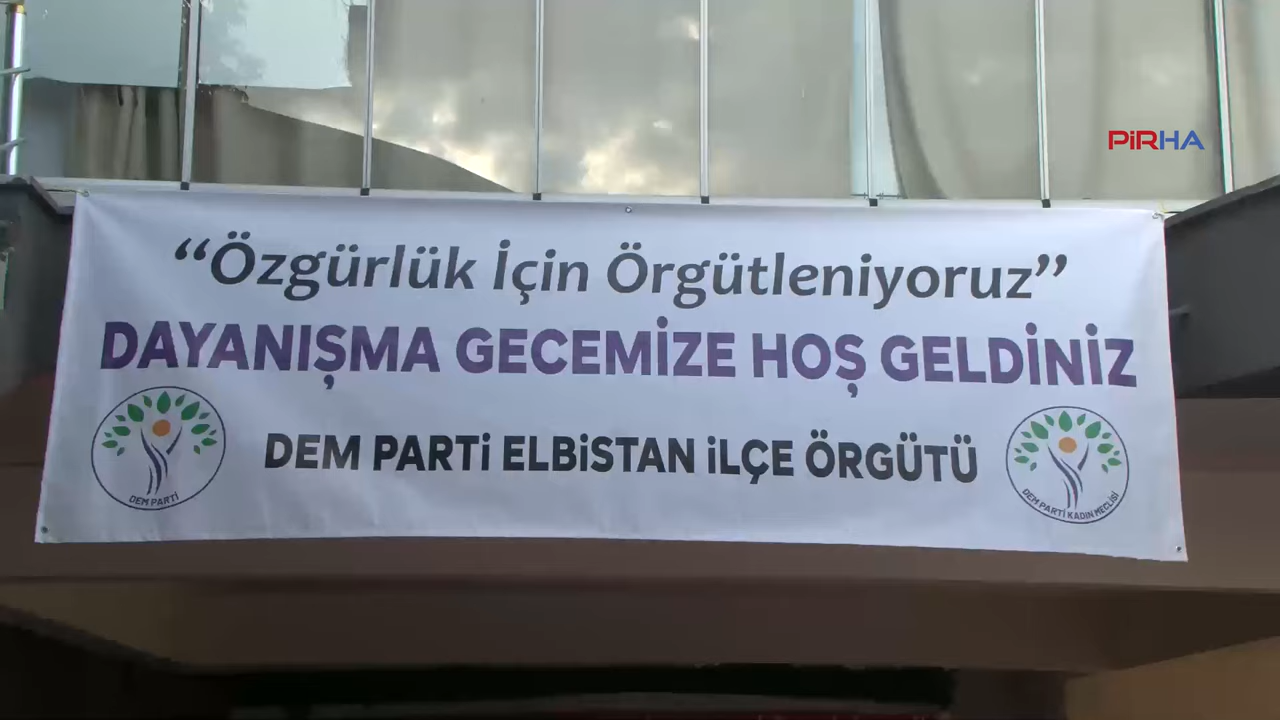 PİRHA
“Özgürlük İçin Örgütleniyoruz”
DAYANIŞMA GECEMİZE HOŞ GELDİNİZ
DEM PARTİ ELBİSTAN İLÇE ÖRGÜTÜ
DEM PARTİ
DEM PARTİ KADIN MECLİSİ